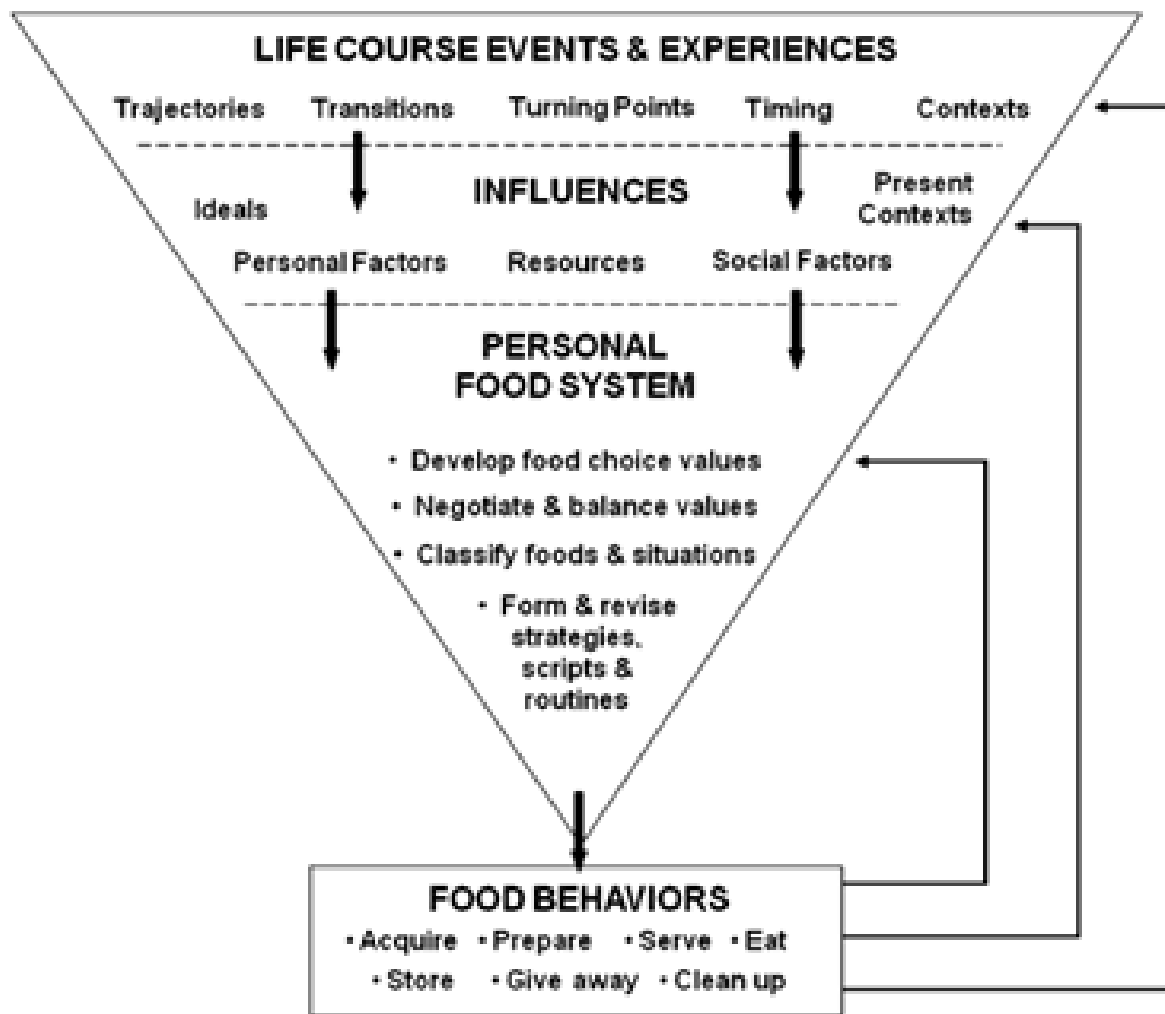 LIFE COURSE EVENTS & EXPERIENCES
Trajectories Transitions Turning Points Timing Contexts
INFLUENCES
Ideals
Present
Contexts
Personal Factors Resources Social Factors
PERSONAL
FOOD SYSTEM
• Develop food choice values
• Negotiate & balance values
• Classify foods & situations
• Form & revise
strategies,
scripts &
routines
FOOD BEHAVIORS
• Acquire • Prepare • Serve • Eat
• Store • Give away • Clean up